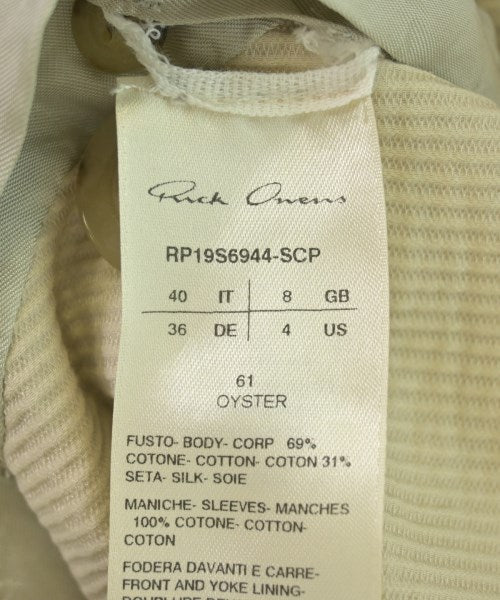 Rick Owens
RP19S6944-SCP
40 IT 8 GB
36 DE 4 US
61
OYSTER
FUSTO- BODY- CORP 69%
COTONE- COTTON- COTON 31%
SETA- SILK- SOIE
MANICHE- SLEEVES- MANCHES
100% COTONE- COTTON-
COTON
FODERA DAVANTI E CARRE-
FRONT AND YOKE LINING-